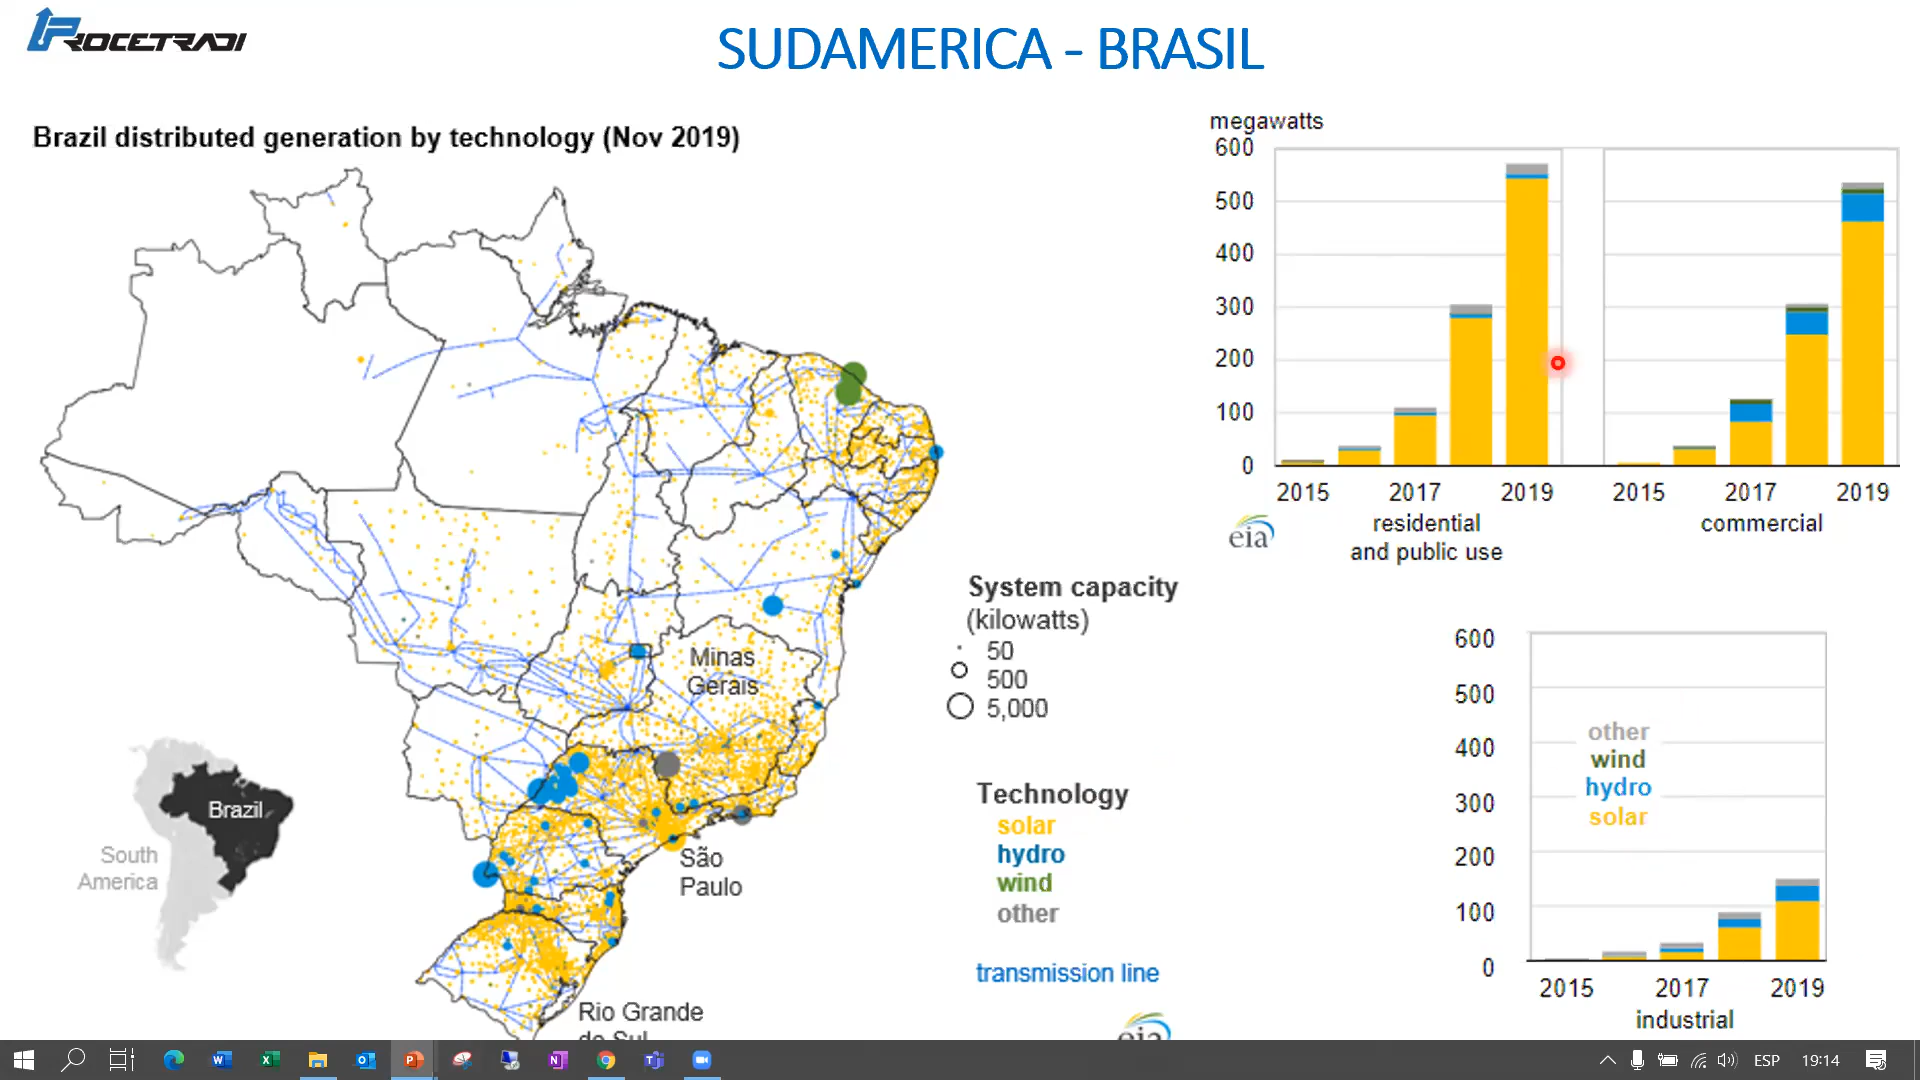 PROCETRADI
SUDAMERICA - BRASIL
Brazil distributed generation by technology (Nov 2019)
Minas
Gerais
São
Paulo
Rio Grande
do Sul
Brazil
South
America
System capacity
(kilowatts)
50
500
5,000
Technology
solar
hydro
wind
other
transmission line
eia
megawatts
600
500
400
300
200
100
0
2015
2017
2019
2015
2017
2019
residential
and public use
commercial
eia
600
500
400
300
200
100
0
other
wind
hydro
solar
2015
2017
2019
industrial
ESP
19:14